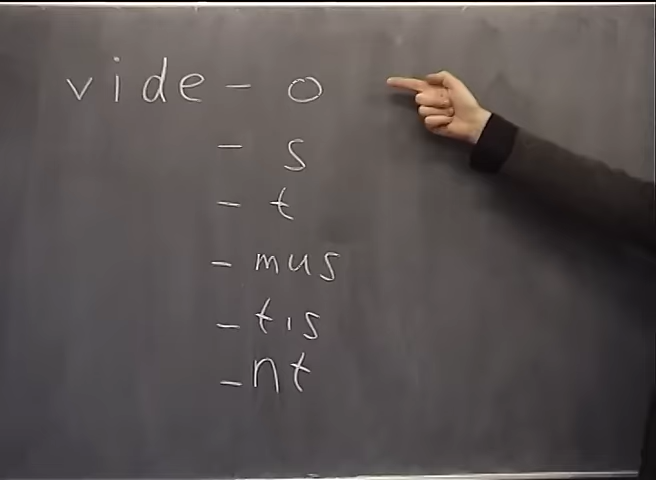 vide - o
- s
- t
- mus
- tis
- nt